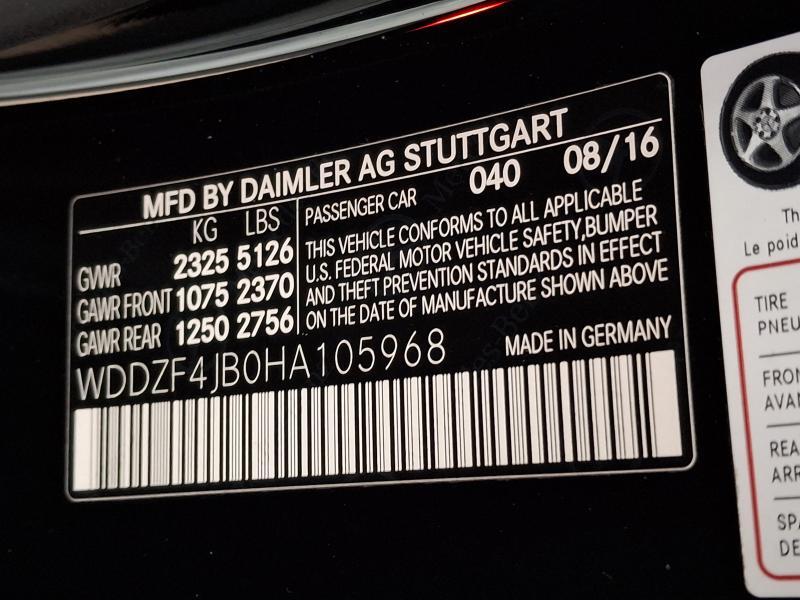 MFD BY DAIMLER AG STUTTGART
KG LBS
GVWR 2325 5126
GAWR FRONT 1075 2370
GAWR REAR 1250 2756
PASSENGER CAR 040 08/16
THIS VEHICLE CONFORMS TO ALL APPLICABLE
U.S. FEDERAL MOTOR VEHICLE SAFETY,BUMPER
AND THEFT PREVENTION STANDARDS IN EFFECT
ON THE DATE OF MANUFACTURE SHOWN ABOVE
WDDZF4JB0HA105968
MADE IN GERMANY
Th
Le poid
TIRE
PNEU
FRON
AVAN
REA
ARR
SPA
DE